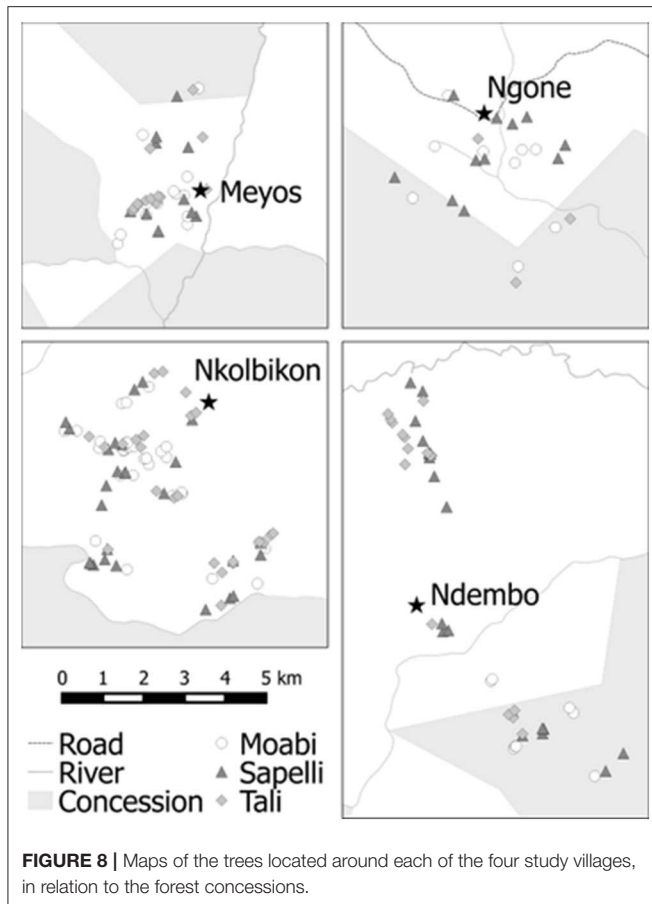 Meyos
Ngone
Nkolbikon
Ndembo
0 1 2 3 4 5 km
Road
River
Concession
Moabi
Sapelli
Tali
FIGURE 8 | Maps of the trees located around each of the four study villages,
in relation to the forest concessions.